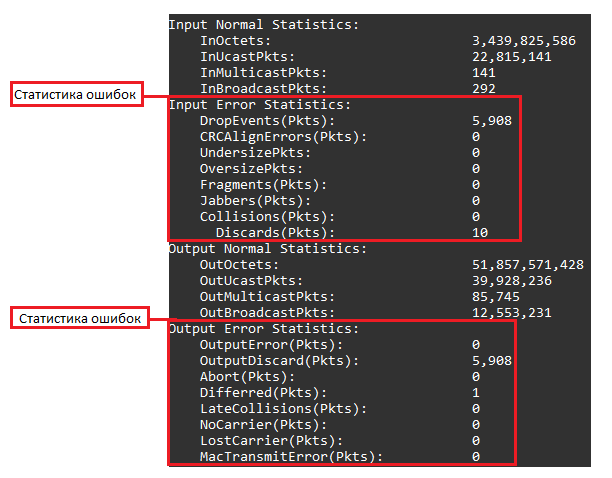 Input Normal Statistics:
InOctets: 3,439,825,586
InUcastPkts: 22,815,141
InMulticastPkts: 141
InBroadcastPkts: 292
Статистика ошибок
Input Error Statistics:
DropEvents(Pkts): 5,908
CRCAlignErrors(Pkts): 0
UndersizePkts: 0
OversizePkts: 0
Fragments(Pkts): 0
Jabbers(Pkts): 0
Collisions(Pkts): 0
Discards(Pkts): 10
Output Normal Statistics:
OutOctets: 51,857,571,428
OutUcastPkts: 39,928,236
OutMulticastPkts: 85,745
OutBroadcastPkts: 12,553,231
Статистика ошибок
Output Error Statistics:
OutputError(Pkts): 0
OutputDiscard(Pkts): 5,908
Abort(Pkts): 0
Differred(Pkts): 1
LateCollisions(Pkts): 0
NoCarrier(Pkts): 0
LostCarrier(Pkts): 0
MacTransmitError(Pkts): 0